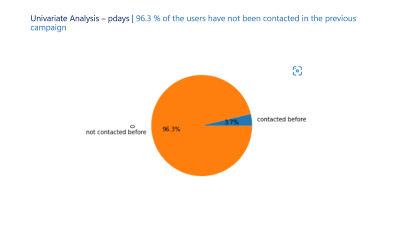 Univariate Analysis – pdays | 96.3 % of the users have not been contacted in the previous
campaign
contacted before
3.7%
96.3%
not contacted before